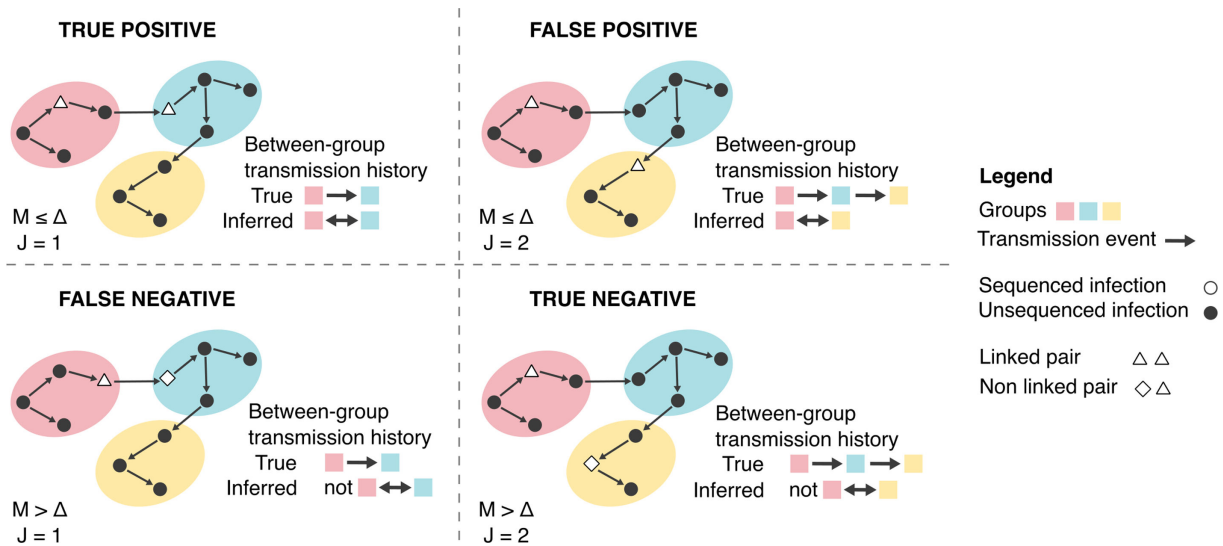 TRUE POSITIVE
Between-group
transmission history
True
Inferred
M ≤ Δ
J = 1
FALSE POSITIVE
Between-group
transmission history
True
Inferred
M ≤ Δ
J = 2
FALSE NEGATIVE
Between-group
transmission history
True
Inferred not
M > Δ
J = 1
TRUE NEGATIVE
Between-group
transmission history
True
Inferred not
M > Δ
J = 2
Legend
Groups
Transmission event
Sequenced infection
Unsequenced infection
Linked pair
Non linked pair